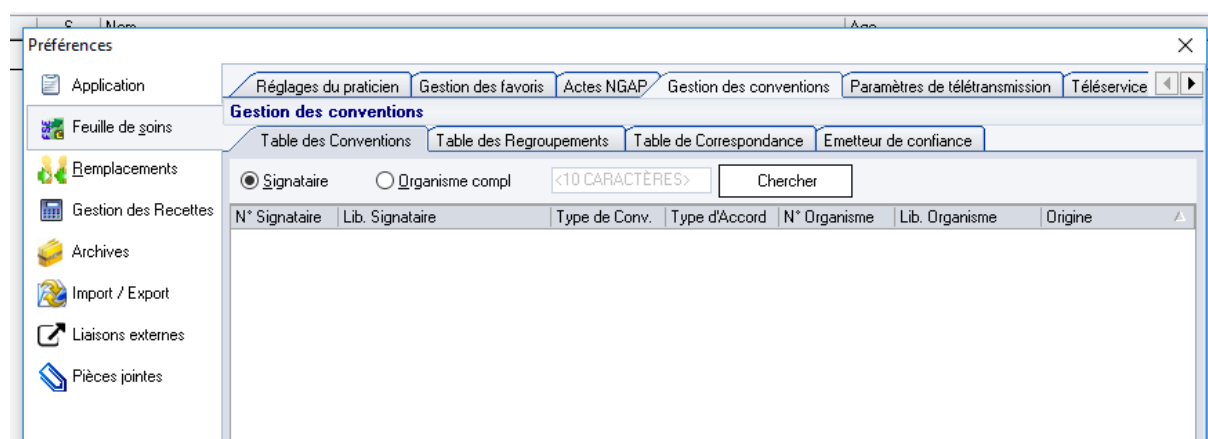 S Nom Age
Préférences
Application
Feuille de soins
Remplacements
Gestion des Recettes
Archives
Import / Export
Liaisons externes
Pièces jointes
Réglages du praticien Gestion des favoris Actes NGAP Gestion des conventions Paramètres de télétransmission Téléservice
Gestion des conventions
Table des Conventions Table des Regroupements Table de Correspondance Emetteur de confiance
Signataire Organisme compl <10 CARACTÈRES> Chercher
N° Signataire Lib. Signataire Type de Conv. Type d'Accord N° Organisme Lib. Organisme Origine